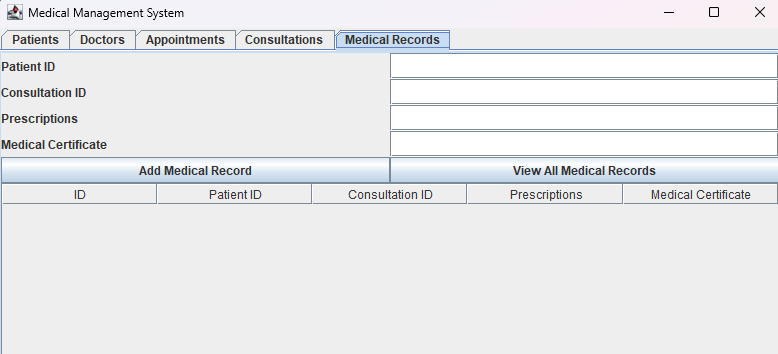 Medical Management System
Patients Doctors Appointments Consultations Medical Records
Patient ID
Consultation ID
Prescriptions
Medical Certificate
Add Medical Record View All Medical Records
ID Patient ID Consultation ID Prescriptions Medical Certificate